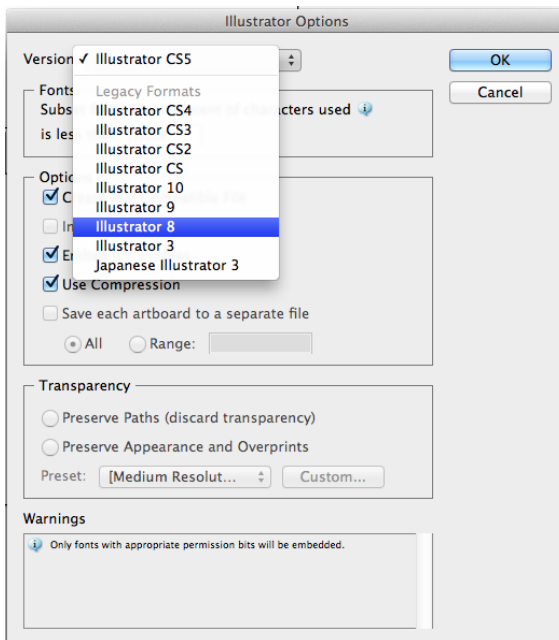 Illustrator Options
Version
✓ Illustrator CS5
OK
Legacy Formats
Cancel
Fonts
Illustrator CS4
Subse
acters used
Illustrator CS3
is les
Illustrator CS2
Illustrator CS
Optio
Illustrator 10
C
Illustrator 9
In
Illustrator 8
Illustrator 3
E
Japanese Illustrator 3
Use Compression
Save each artboard to a separate file
All Range:
Transparency
Preserve Paths (discard transparency)
Preserve Appearance and Overprints
Preset: [Medium Resolut... Custom...
Warnings
Only fonts with appropriate permission bits will be embedded.